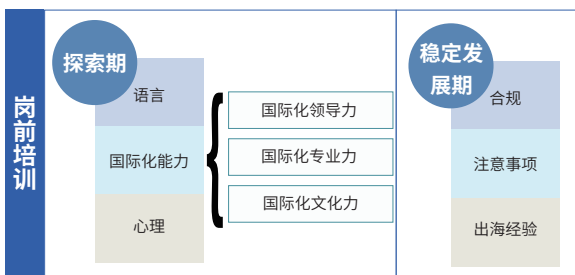 岗前培训
探索期
语言
国际化能力
心理
国际化领导力
国际化专业力
国际化文化力
稳定发
展期
合规
注意事项
出海经验